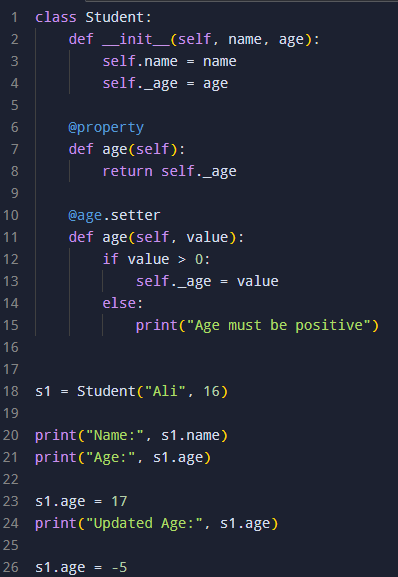 1 class Student:
2     def __init__(self, name, age):
3         self.name = name
4         self._age = age
5
6     @property
7     def age(self):
8         return self._age
9
10     @age.setter
11     def age(self, value):
12         if value > 0:
13             self._age = value
14         else:
15             print("Age must be positive")
16
17
18 s1 = Student("Ali", 16)
19
20 print("Name:", s1.name)
21 print("Age:", s1.age)
22
23 s1.age = 17
24 print("Updated Age:", s1.age)
25
26 s1.age = -5